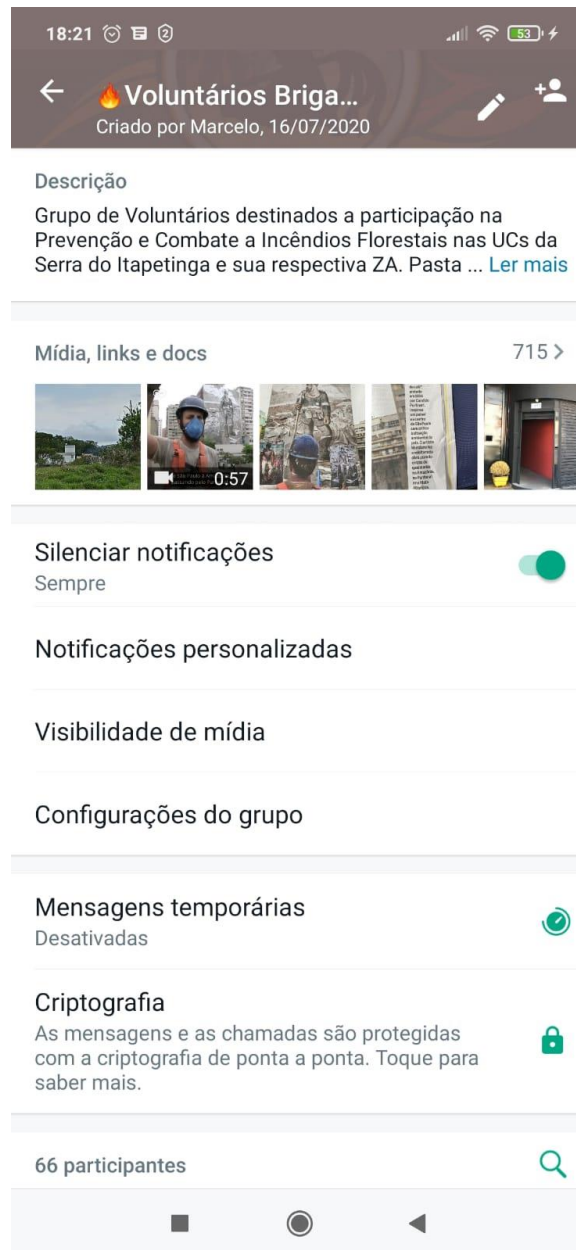 18:21
2
53
🔥Voluntários Briga...
Criado por Marcelo, 16/07/2020
Descrição
Grupo de Voluntários destinados a participação na
Prevenção e Combate a Incêndios Florestais nas UCs da
Serra do Itapetinga e sua respectiva ZA. Pasta ... Ler mais
Mídia, links e docs
715 >
0:57
Silenciar notificações
Sempre
Notificações personalizadas
Visibilidade de mídia
Configurações do grupo
Mensagens temporárias
Desativadas
Criptografia
As mensagens e as chamadas são protegidas
com a criptografia de ponta a ponta. Toque para
saber mais.
66 participantes